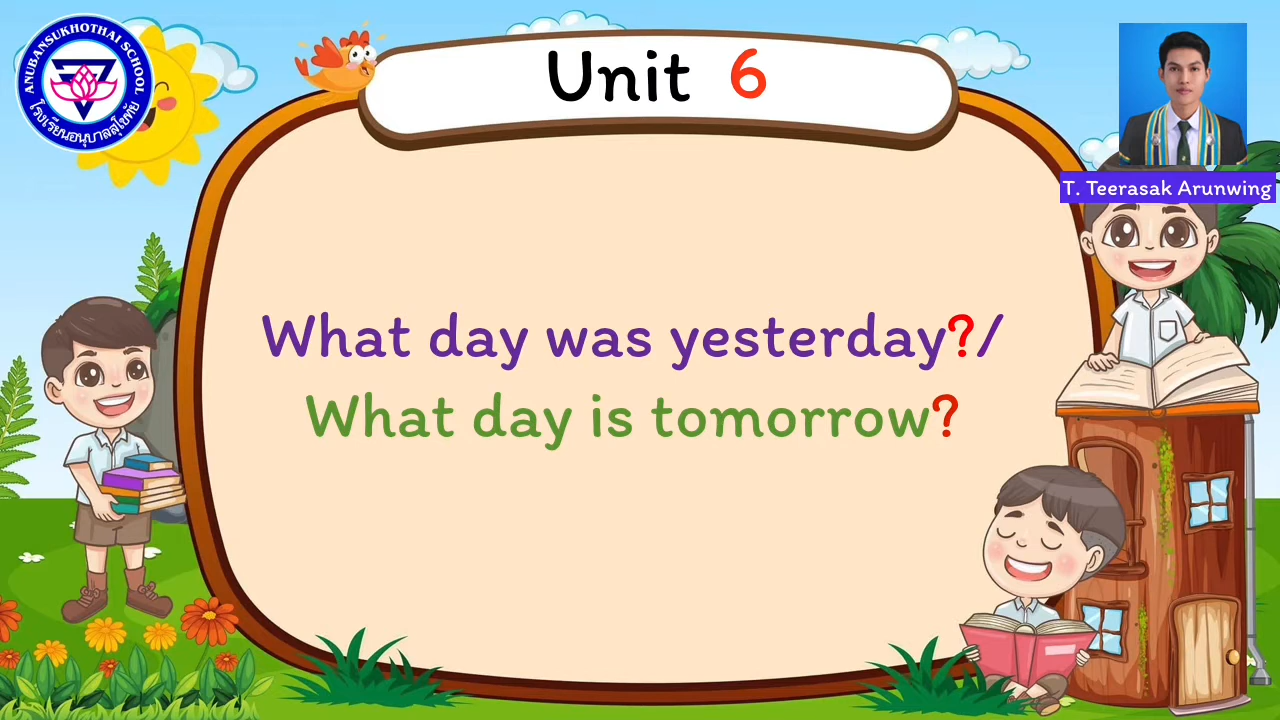 ANUBANSUKHOTHAI SCHOOL
โรงเรียนอนุบาลสุโขทัย
Unit 6
T. Teerasak Arunwing
What day was yesterday?/
What day is tomorrow?